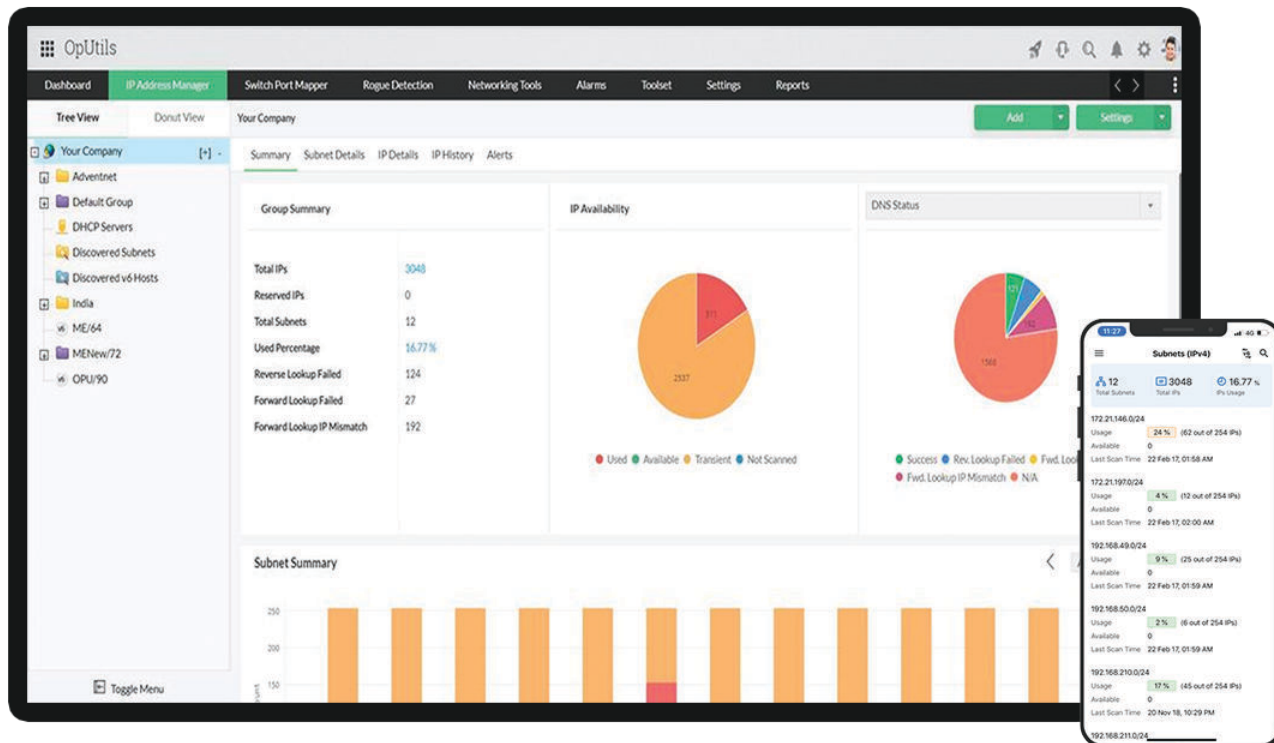 OpUtils
Dashboard IP Address Manager Switch Port Mapper Rogue Detection Networking Tools Alarms Toolset Settings Reports
Tree View Donut View Your Company Add Settings
Your Company [+]
Summary Subnet Details IP Details IP History Alerts
Adventnet
Default Group
DHCP Servers
Discovered Subnets
Discovered v6 Hosts
India
v6 ME/64
MENew/72
v6 OPU/90
Toggle Menu
Group Summary
Total IPs 3048
Reserved IPs 0
Total Subnets 12
Used Percentage 16.77 %
Reverse Lookup Failed 124
Forward Lookup Failed 27
Forward Lookup IP Mismatch 192
IP Availability
511
2537
Used Available Transient Not Scanned
DNS Status
121
192
1568
Success Rev. Lookup Failed Fwd. Loo
Fwd. Lookup IP Mismatch N/A
Subnet Summary
250
200
150
11:27 4G
Subnets (IPv4)
12 3048 16.77 %
Total Subnets Total IPs IPs Usage
172.21.146.0/24
Usage 24 % (62 out of 254 IPs)
Available 0
Last Scan Time 22 Feb 17, 01:58 AM
172.21.197.0/24
Usage 4 % (12 out of 254 IPs)
Available 0
Last Scan Time 22 Feb 17, 02:00 AM
192.168.49.0/24
Usage 9 % (25 out of 254 IPs)
Available 0
Last Scan Time 22 Feb 17, 01:59 AM
192.168.50.0/24
Usage 2 % (6 out of 254 IPs)
Available 0
Last Scan Time 22 Feb 17, 01:59 AM
192.168.210.0/24
Usage 17 % (45 out of 254 IPs)
Available 0
Last Scan Time 20 Nov 18, 10:29 PM
192.168.211.0/24